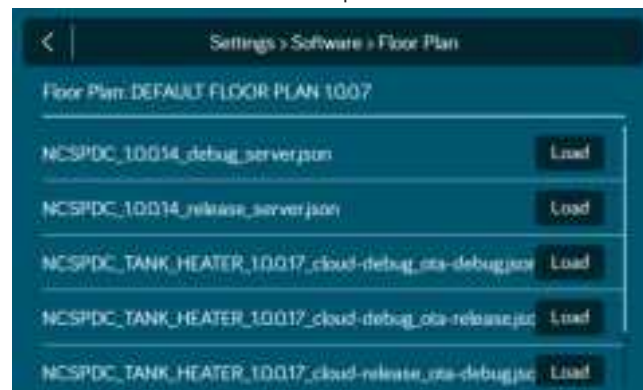 Settings > Software > Floor Plan
Floor Plan: DEFAULT FLOOR PLAN 1.0.0.7
NCSPDC_1.0.0.14_debug_server.json Load
NCSPDC_1.0.0.14_release_server.json Load
NCSPDC_TANK_HEATER_1.0.0.17_cloud-debug_ota-debug.json Load
NCSPDC_TANK_HEATER_1.0.0.17_cloud-debug_ota-release.jsc Load
NCSPDC_TANK_HEATER_1.0.0.17_cloud-release_ota-debug.jsc Load